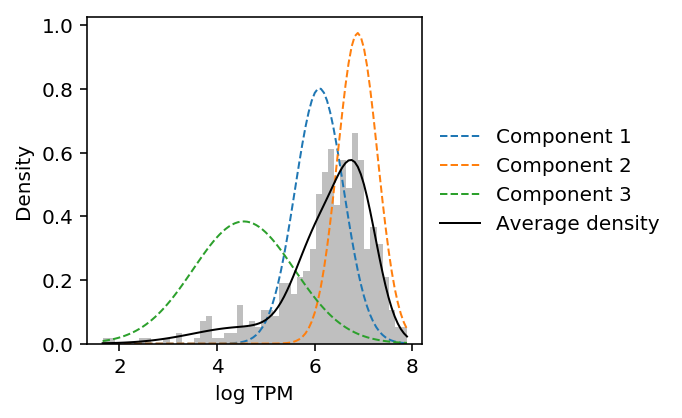 1.0
0.8
0.6
0.4
0.2
0.0
Density
2 4 6 8
log TPM
Component 1
Component 2
Component 3
Average density